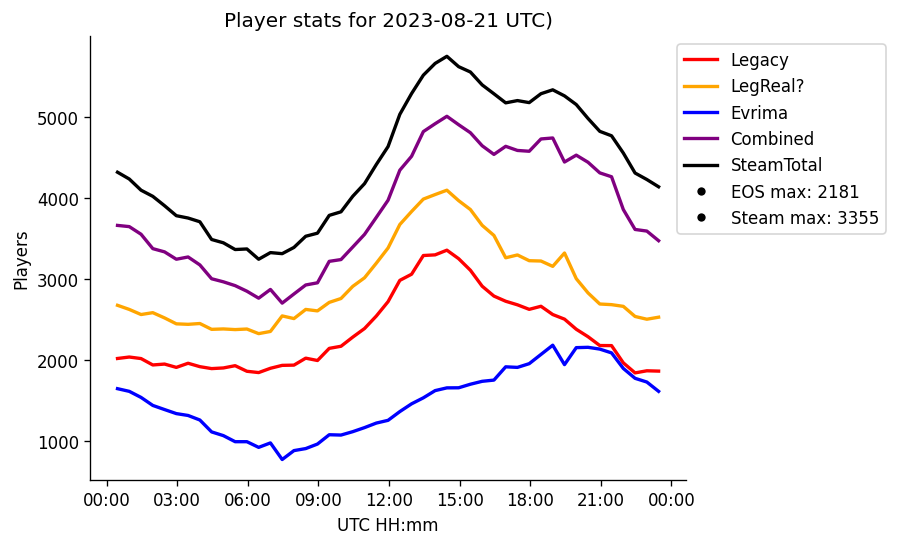 Player stats for 2023-08-21 UTC)
Legacy
LegReal?
Evrima
Combined
SteamTotal
EOS max: 2181
Steam max: 3355
Players
5000
4000
3000
2000
1000
00:00 03:00 06:00 09:00 12:00 15:00 18:00 21:00 00:00
UTC HH:mm